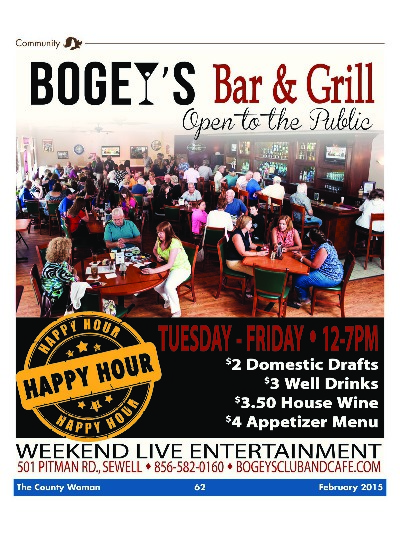 Community
BOGEY'S Bar & Grill
Open to the Public
HAPPY HOUR
HAPPY HOUR
HAPPY HOUR
TUESDAY - FRIDAY • 12-7PM
$2 Domestic Drafts
$3 Well Drinks
$3.50 House Wine
$4 Appetizer Menu
WEEKEND LIVE ENTERTAINMENT
501 PITMAN RD., SEWELL ♦ 856-582-0160 ♦ BOGEYSCLUBANDCAFE.COM
The County Woman 62 February 2015